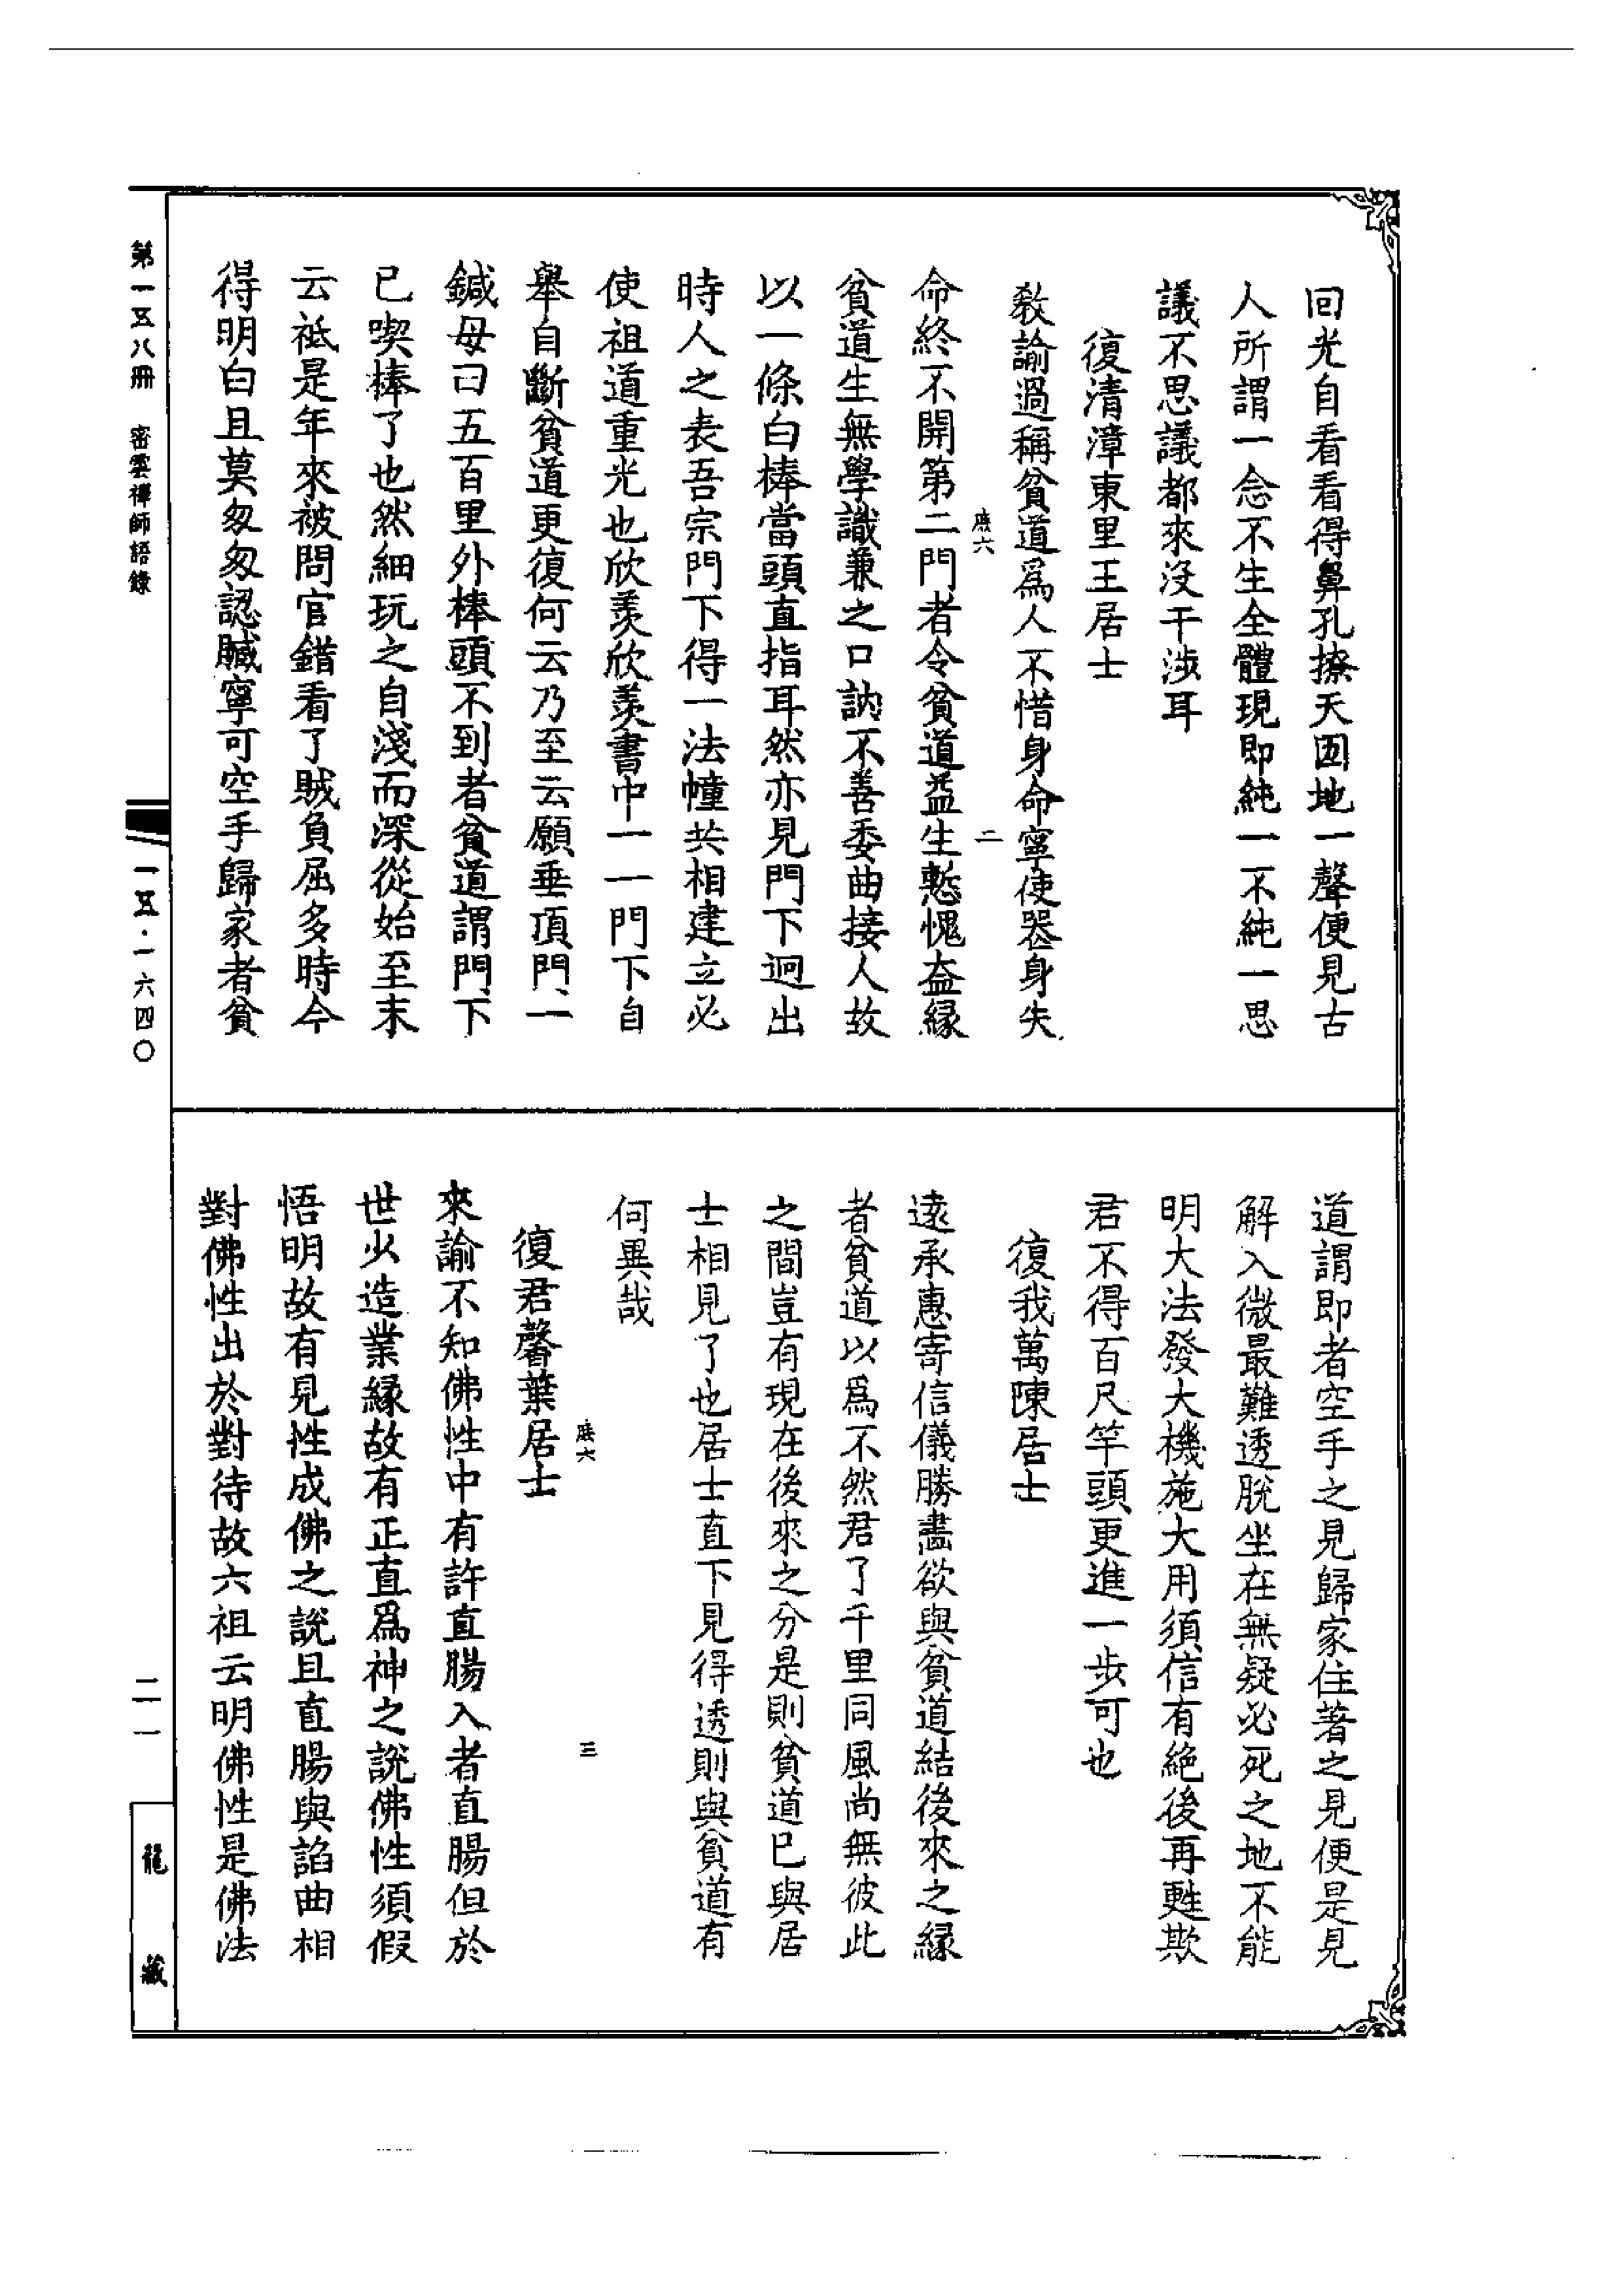 回光自看看得鼻孔撩天㘞地一聲便見古
人所謂一念不生全體現即純一不純一思
議不思議都來沒干涉耳
復清漳東里王居士
敎諭過稱貧道爲人不惜身命寧使器身失
庻六 二
命終不開第二門者令貧道益生慙愧益緣
貧道生無學識兼之口訥不善委曲接人故
以一條白棒當頭直指耳然亦見門下迥出
時人之表吾宗門下得一法幢共相建立必
使祖道重光也欣羨欣羨書中一一門下自
舉自斷貧道更復何云乃至云願垂頂門一
鍼毋曰五百里外棒頭不到者貧道謂門下
已喫棒了也然細玩之自淺而深從始至末
云祇是年來被問官錯看了賊負屈多時今
得明白且莫匆匆認贓寧可空手歸家者貧
道謂即者空手之見歸家住著之見便是見
解入微最難透脫坐在無疑必死之地不能
明大法發大機施大用須信有絕後再甦欺
君不得百尺竿頭更進一步可也
復我萬陳居士
遠承惠寄信儀勝畵欲與貧道結後來之緣
者貧道以爲不然君了千里同風尚無彼此
之間豈有現在後來之分是則貧道已與居
士相見了也居士直下見得透則與貧道有
何異哉
庻六 三
復君馨葉居士
來諭不知佛性中有許直腸入者直腸但於
世火造業緣故有正直爲神之說佛性須假
悟明故有見性成佛之說且直腸與諂曲相
對佛性出於對待故六祖云明佛性是佛法
第一五八冊 密雲禪師語錄
一五·一六四〇
二一
龍藏